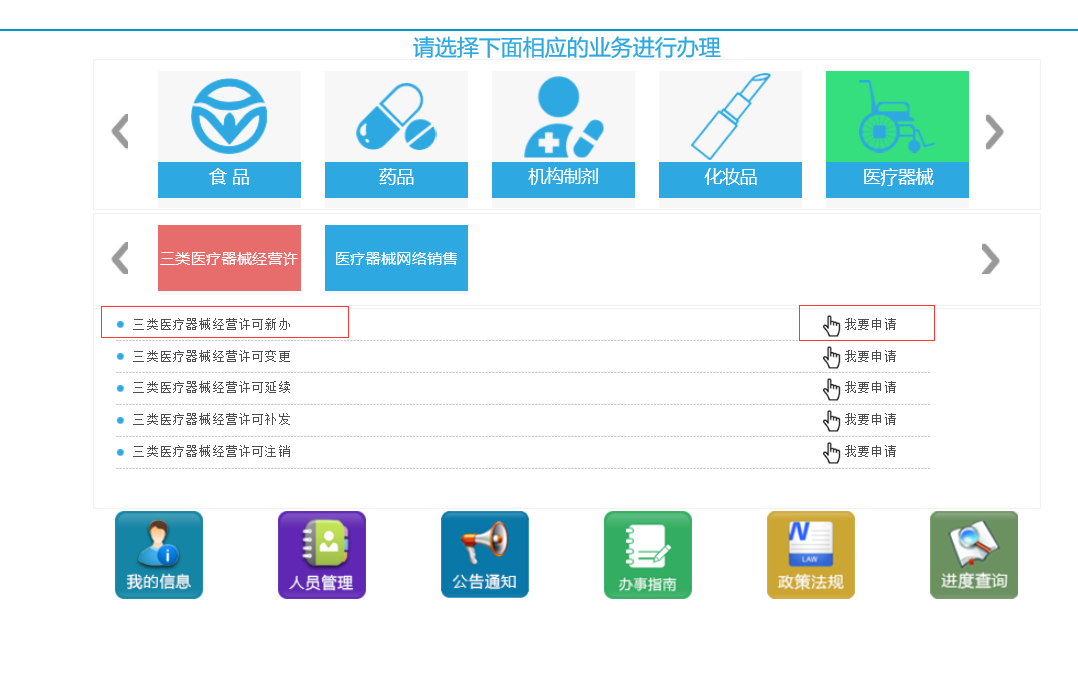 请选择下面相应的业务进行办理
食 品
药品
机构制剂
化妆品
医疗器械
三类医疗器械经营许
医疗器械网络销售
三类医疗器械经营许可新办 我要申请
三类医疗器械经营许可变更 我要申请
三类医疗器械经营许可延续 我要申请
三类医疗器械经营许可补发 我要申请
三类医疗器械经营许可注销 我要申请
我的信息
人员管理
公告通知
办事指南
N
LAW
政策法规
进度查询